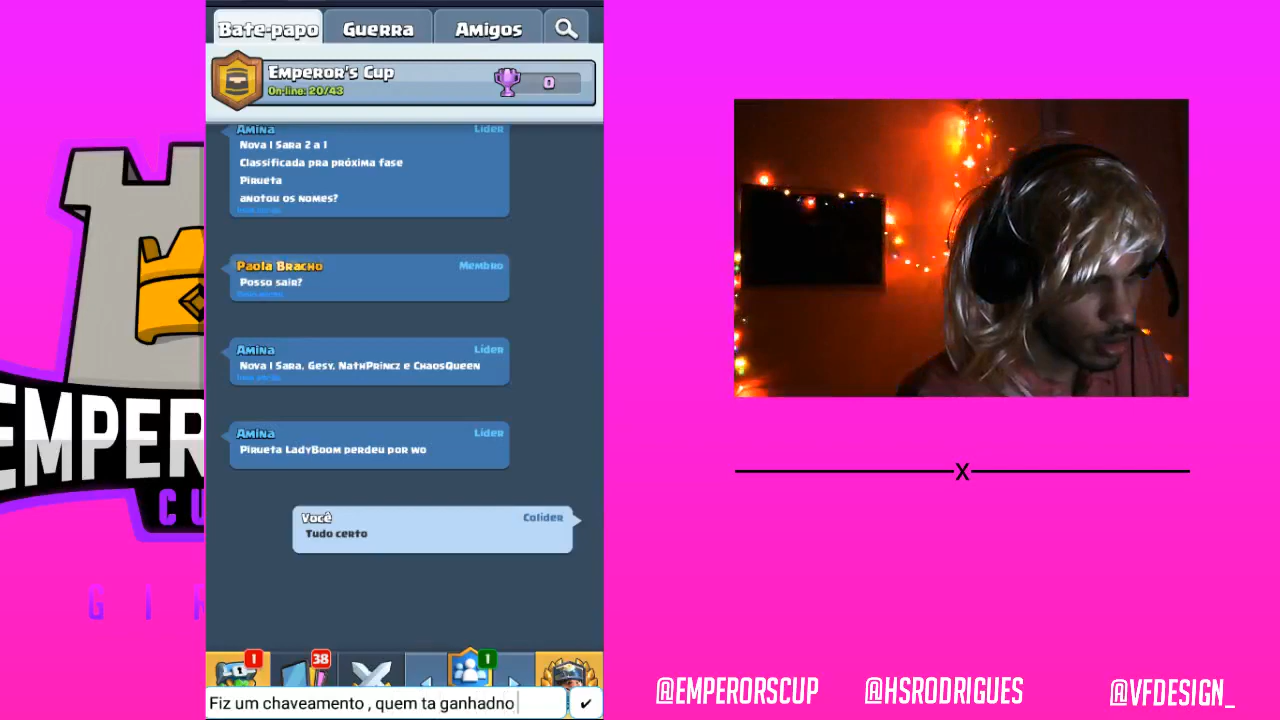 Bate-papo
Guerra
Amigos
Emperor's Cup
On-line: 20/43
0
Amina
Líder
Nova | Sara 2 a 1
Classificada pra próxima fase
Pirueta
anotou os nomes?
Paola Bracho
Membro
Posso sair?
Amina
Líder
Nova | Sara, Gesy, NathPrincz e ChaosQueen
Amina
Líder
Pirueta LadyBoom perdeu por wo
Você
Colíder
Tudo certo
1
38
1
Fiz um chaveamento , quem ta ganhadno
EMPER
CU
G I
X
@EMPERORSCUP
@HSRODRIGUES
@VFDESIGN_